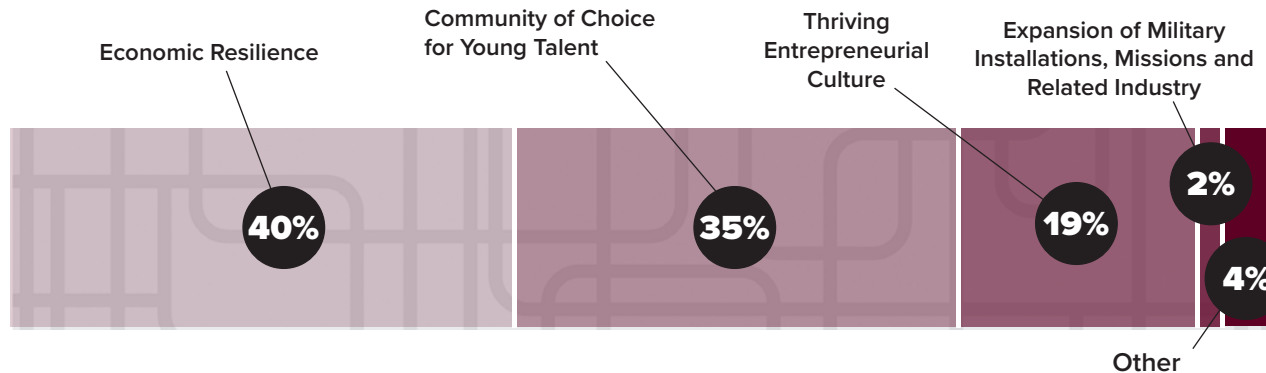 Economic Resilience
Community of Choice
for Young Talent
Thriving
Entrepreneurial
Culture
Expansion of Military
Installations, Missions and
Related Industry
40%
35%
19%
2%
4%
Other